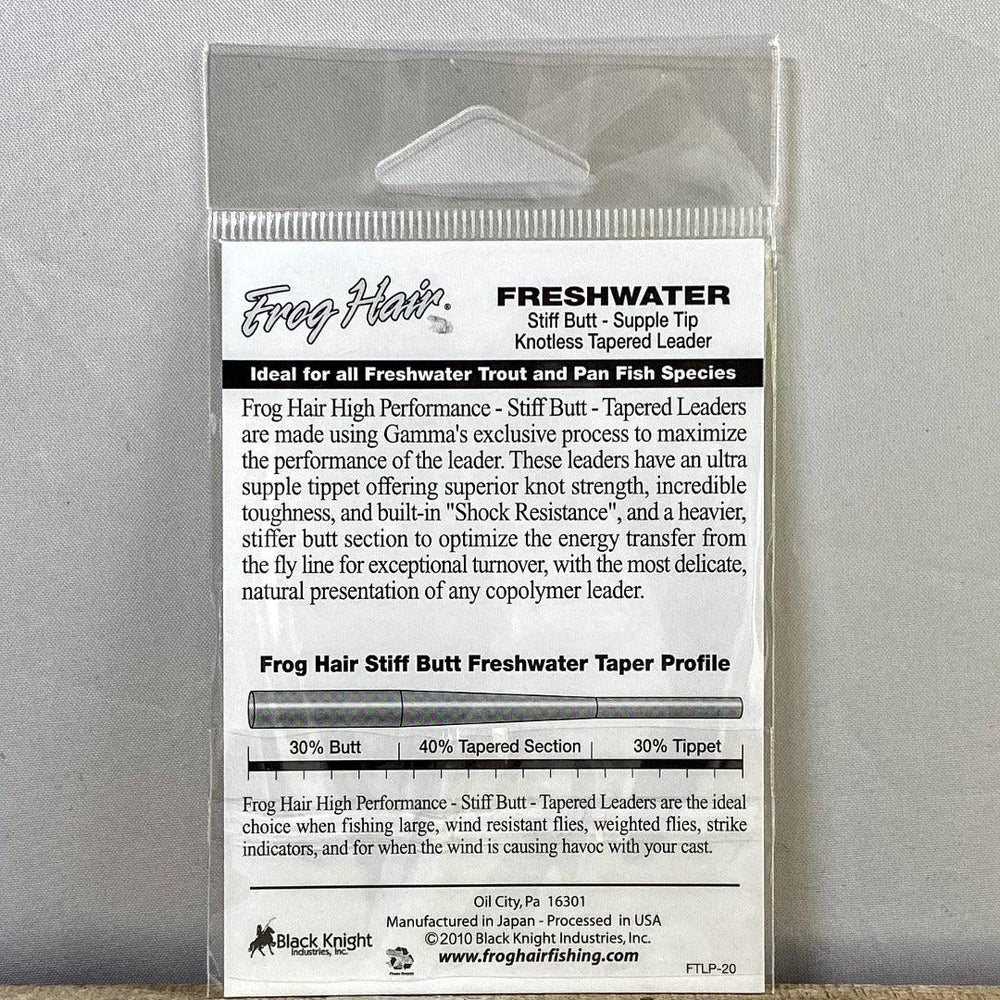 Frog Hair®
FRESHWATER
Stiff Butt - Supple Tip
Knotless Tapered Leader
Ideal for all Freshwater Trout and Pan Fish Species
Frog Hair High Performance - Stiff Butt - Tapered Leaders
are made using Gamma's exclusive process to maximize
the performance of the leader. These leaders have an ultra
supple tippet offering superior knot strength, incredible
toughness, and built-in "Shock Resistance", and a heavier,
stiffer butt section to optimize the energy transfer from
the fly line for exceptional turnover, with the most delicate,
natural presentation of any copolymer leader.
Frog Hair Stiff Butt Freshwater Taper Profile
30% Butt 40% Tapered Section 30% Tippet
Frog Hair High Performance - Stiff Butt - Tapered Leaders are the ideal
choice when fishing large, wind resistant flies, weighted flies, strike
indicators, and for when the wind is causing havoc with your cast.
Oil City, Pa 16301
Manufactured in Japan - Processed in USA
©2010 Black Knight Industries, Inc.
www.froghairfishing.com
Black Knight
Industries, Inc.
Please Recycle
FTLP-20